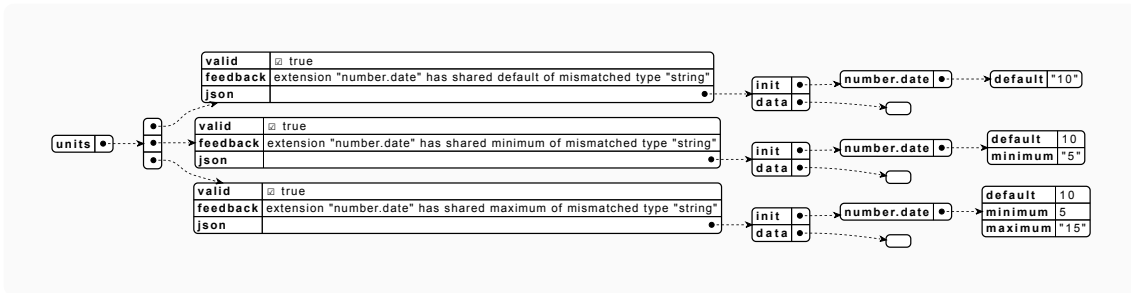 units
valid ☑ true
feedback extension "number.date" has shared default of mismatched type "string"
json
init
data
number.date
default "10"
valid ☑ true
feedback extension "number.date" has shared minimum of mismatched type "string"
json
init
data
number.date
default 10
minimum "5"
valid ☑ true
feedback extension "number.date" has shared maximum of mismatched type "string"
json
init
data
number.date
default 10
minimum 5
maximum "15"